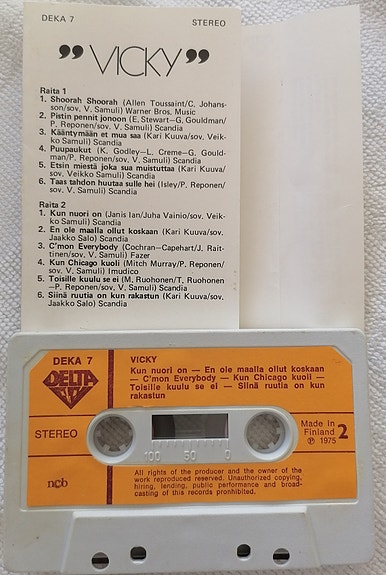 DEKA 7
STEREO
"VICKY"
Raita 1
1. Shoorah Shoorah (Allen Toussaint/C. Johans-
son/sov, V. Samuli) Warner Bros, Music
2. Pistin pennit jonoon (E. Stewart—G. Gouldman/
P. Reponen/sov, V. Samuli) Scandia
3. Kääntymään et mua saa (Kari Kuuva/sov, Veik-
ko Samuli) Scandia
4. Puupaukut (K. Godley—L. Creme—G. Gould-
man/P. Reponen/sov, V. Samuli) Scandia
5. Etsin miestä joka sua muistuttaa (Kari Kuuva/
sov, V. Samuli) Scandia
6. Taas tahdon huutaa sulle hei (Isley/P. Reponen/
sov, V. Samuli) Scandia
Raita 2
1. Kun nuori on (Janis Ian/Juha Vainio/sov, Veik-
ko Samuli) Scandia
2. En ole maalla ollut koskaan (Kari Kuuva/sov,
Jaakko Salo) Scandia
3. C'mon Everybody (Cochran—Capehart/J. Rait-
tinen/sov, V. Samuli) Fazer
4. Kun Chicago kuoli (Mitch Murray/P. Reponen/
sov, V. Samuli) Imudico
5. Toisille kuulu se ei (M. Ruohonen/T, Ruohonen
—P, Reponen/sov, V. Samuli) Scandia
6. Siinä ruutia on kun rakastun (Kari Kuuva/sov,
Jaakko Salo) Scandia
DEKA 7
VICKY
DELTA
Kun nuori on — En ole maalla ollut koskaan
— C'mon Everybody — Kun Chicago kuoli —
Toisille kuulu se ei — Siinä ruutia on kun
rakastun
STEREO
100 50 0
Made In
Finland
℗ 1975
2
ncb
All rights of the producer and the owner of the
work reproduced reserved. Unauthorized copying,
hiring, lending, public performance and broad-
casting of this records prohibited.